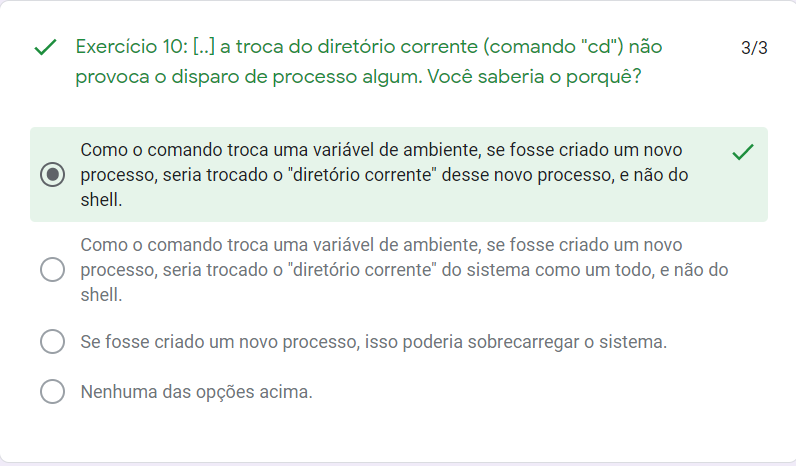 Exercício 10: [..] a troca do diretório corrente (comando "cd") não
3/3
provoca o disparo de processo algum. Você saberia o porquê?
Como o comando troca uma variável de ambiente, se fosse criado um novo
processo, seria trocado o "diretório corrente" desse novo processo, e não do
shell.
Como o comando troca uma variável de ambiente, se fosse criado um novo
processo, seria trocado o "diretório corrente" do sistema como um todo, e não do
shell.
Se fosse criado um novo processo, isso poderia sobrecarregar o sistema.
Nenhuma das opções acima.